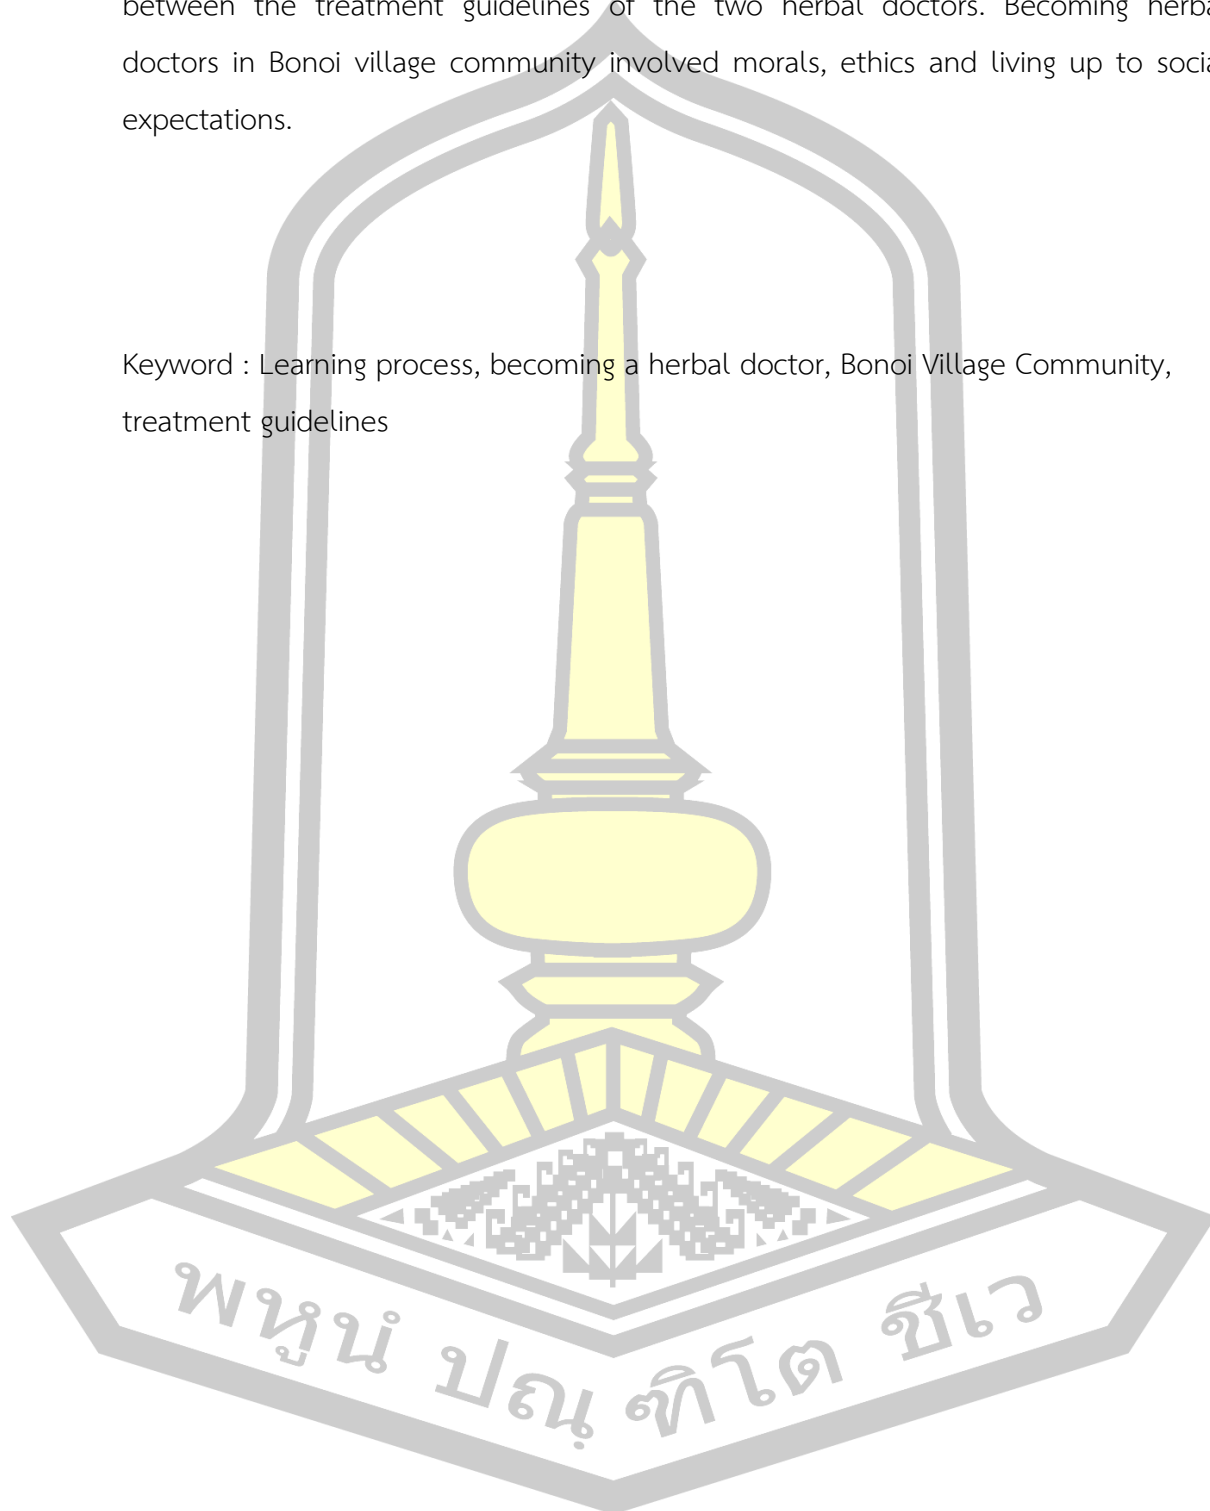 between the treatment guidelines of the two herbal doctors. Becoming herba
doctors in Bonoi village community involved morals, ethics and living up to socia
expectations.
Keyword : Learning process, becoming a herbal doctor, Bonoi Village Community,
treatment guidelines
พหูนํ ปณฺ ฑิโต ชีเว